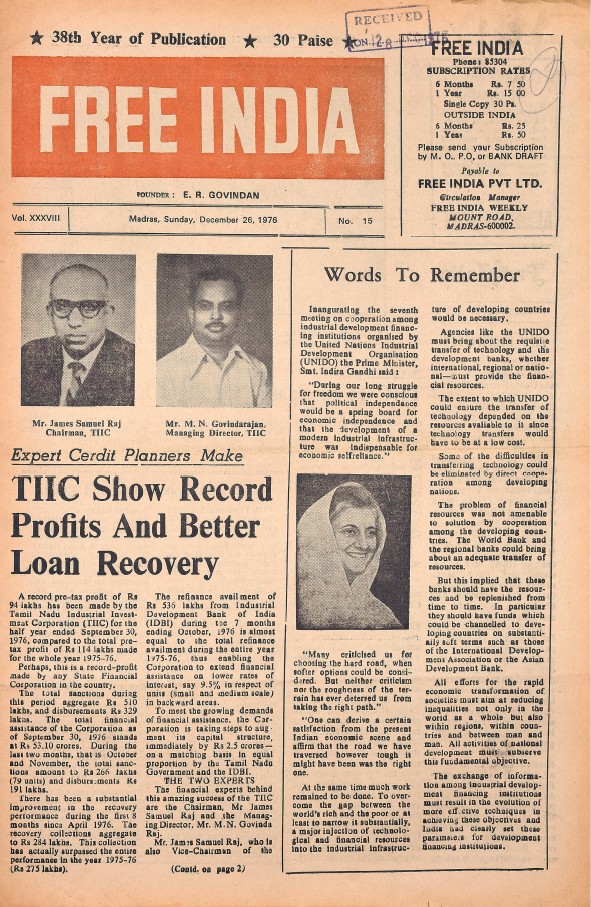 ★ 38th Year of Publication ★ 30 Paise ★
RECEIVED
FREE INDIA
FOUNDER : E. R. GOVINDAN
Vol. XXXVIII
Madras, Sunday, December 26, 1976
No. 15
FREE INDIA
Phone: 85304
SUBSCRIPTION RATES
6 Months Rs. 7 50
1 Year Rs. 15 00
Single Copy 30 Ps.
OUTSIDE INDIA
6 Months Rs. 25
1 Year Rs. 50
Please send your Subscription
by M. O., P.O, or BANK DRAFT
Payable to
FREE INDIA PVT LTD.
Circulation Manager
FREE INDIA WEEKLY
MOUNT ROAD,
MADRAS-600002.
Mr. James Samuel Raj
Chairman, TIIC
Mr. M. N. Govindarajan,
Managing Director, TIIC
Expert Cerdit Planners Make
TIIC Show Record
Profits And Better
Loan Recovery
A record pre-tax profit of Rs
94 lakhs has been made by the
Tamil Nadu Industrial Invest-
ment Corporation (TIIC) for the
half year ended September 30,
1976, compared to the total pre-
tax profit of Rs 114 lakhs made
for the whole year 1975-76.
Perhaps, this is a record-profit
made by any State Financial
Corporation in the country.
The total sanctions during
this period aggregate Rs 510
lakhs, and disbursements Rs 329
lakhs. The total financial
assistance of the Corporation as
of September 30, 1976 stands
at Rs 53.10 crores. During the
last two months, that is October
and November, the total sanc-
tions amount to Rs 266 lakhs
(79 units) and disbursments Rs
191 lakhs.
There has been a substantial
improvement in the recovery
performance during the first 8
months since April 1976. The
recovery collections aggregate
to Rs 284 lakhs. This collection
has actually surpassed the entire
performance in the year 1975-76
(Rs 275 lakhs).
The refinance availment of
Rs 536 lakhs from Industrial
Development Bank of India
(IDBI) during the 7 months
ending October, 1976 is almost
equal to the total refinance
availment during the entire year
1975-76, thus enabling the
Corporation to extend financial
assistance on lower rates of
interest, say 9.5% in respect of
units (small and medium scale)
in backward areas.
To meet the growing demands
of financial assistance, the Cor-
poration is taking steps to aug-
ment its capital structure,
immediately by Rs 2.5 crores—
on a matching basis in equal
proportion by the Tamil Nadu
Government and the IDBI.
THE TWO EXPERTS
The financial experts behind
this amazing success of the TIIC
are the Chairman, Mr James
Samuel Raj and the Manag-
ing Director, Mr. M.N. Govinda
Raj.
Mr. James Samuel Raj, who is
also Vice-Chairman of the
(Contd. on page 2)
Words To Remember
Inaugurating the seventh
meeting on cooperation among
industrial development financ-
ing institutions organised by
the United Nations Industrial
Development Organisation
(UNIDO) the Prime Minister,
Smt. Indira Gandhi said :
"During our long struggle
for freedom we were conscious
that political independence
would be a spring board for
economic independence and
that the development of a
modern industrial infrastruc-
ture was indispensable for
economic selfreliance."
"Many criticised us for
choosing the hard road, when
softer options could be consi-
dered. But neither criticism
nor the roughness of the ter-
rain has ever deterred us from
taking the right path."
"One can derive a certain
satisfaction from the present
Indian economic scene and
affirm that the road we have
traversed however tough it
might have been was the right
one.
At the same time much work
remained to be done. To over-
come the gap between the
world's rich and the poor or at
least to narrow it substantially,
a major injection of technolo-
gical and financial resources
into the industrial infrastruc-
ture of developing countries
would be necessary.
Agencies like the UNIDO
must bring about the requisite
transfer of technology and the
development banks, whether
international, regional or natio-
nal—must provide the finan-
cial resources.
The extent to which UNIDO
could ensure the transfer of
technology depended on the
resources available to it since
technology transfers would
have to be at a low cost.
Some of the difficulties in
transferring technology could
be eliminated by direct coope-
ration among developing
nations.
The problem of financial
resources was not amenable
to solution by cooperation
among the developing coun-
tries. The World Bank and
the regional banks could bring
about an adequate transfer of
resources.
But this implied that these
banks should have the resour-
ces and be replenished from
time to time. In particular
they should have funds which
could be channelled to deve-
loping countries on substanti-
ally soft terms such as those
of the International Develop-
ment Association or the Asian
Development Bank.
All efforts for the rapid
economic transformation of
societies must aim at reducing
inequalities not only in the
world as a whole but also
within regions, within coun-
tries and between man and
man. All activities of national
development must subserve
this fundamental objective.
The exchange of informa-
tion among industrial develop-
ment financing institutions
must result in the evolution of
more effective techniques in
achieving these objectives and
India had clearly set these
parameters for development
financing institutions.